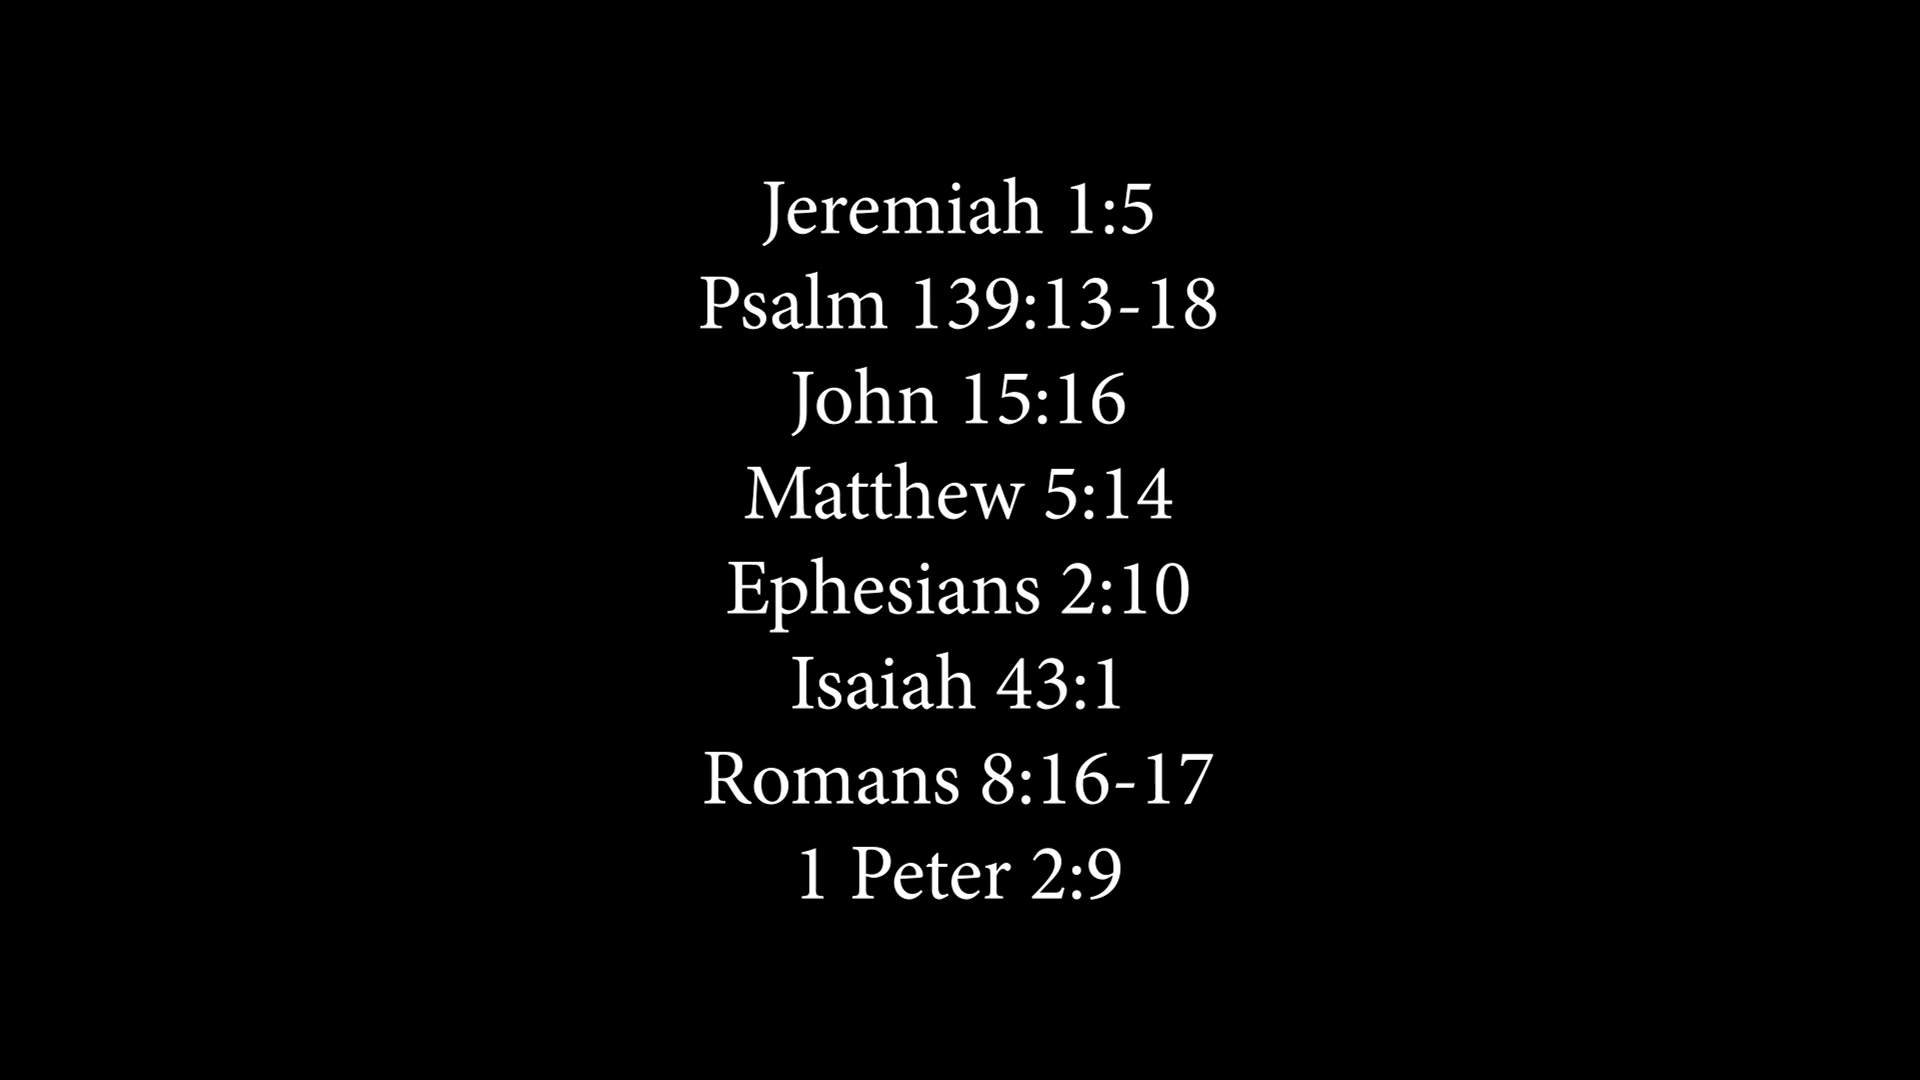 Jeremiah 1:5
Psalm 139:13-18
John 15:16
Matthew 5:14
Ephesians 2:10
Isaiah 43:1
Romans 8:16-17
1 Peter 2:9